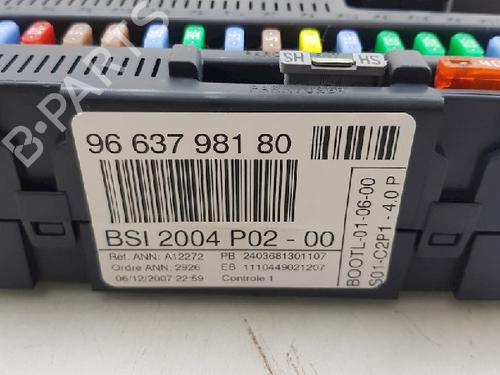 B-PARTS
SH
HS
PARK
96 637 981 80
BSI 2004 P02 - 00
Réf. ANN: A12272 PB 2403681301107
Ordre ANN: 2926 EB 1110449021207
06/12/2007 22:59 Controle 1
BOOTL-01-06-00
S01-C2P1 - 4.0 P